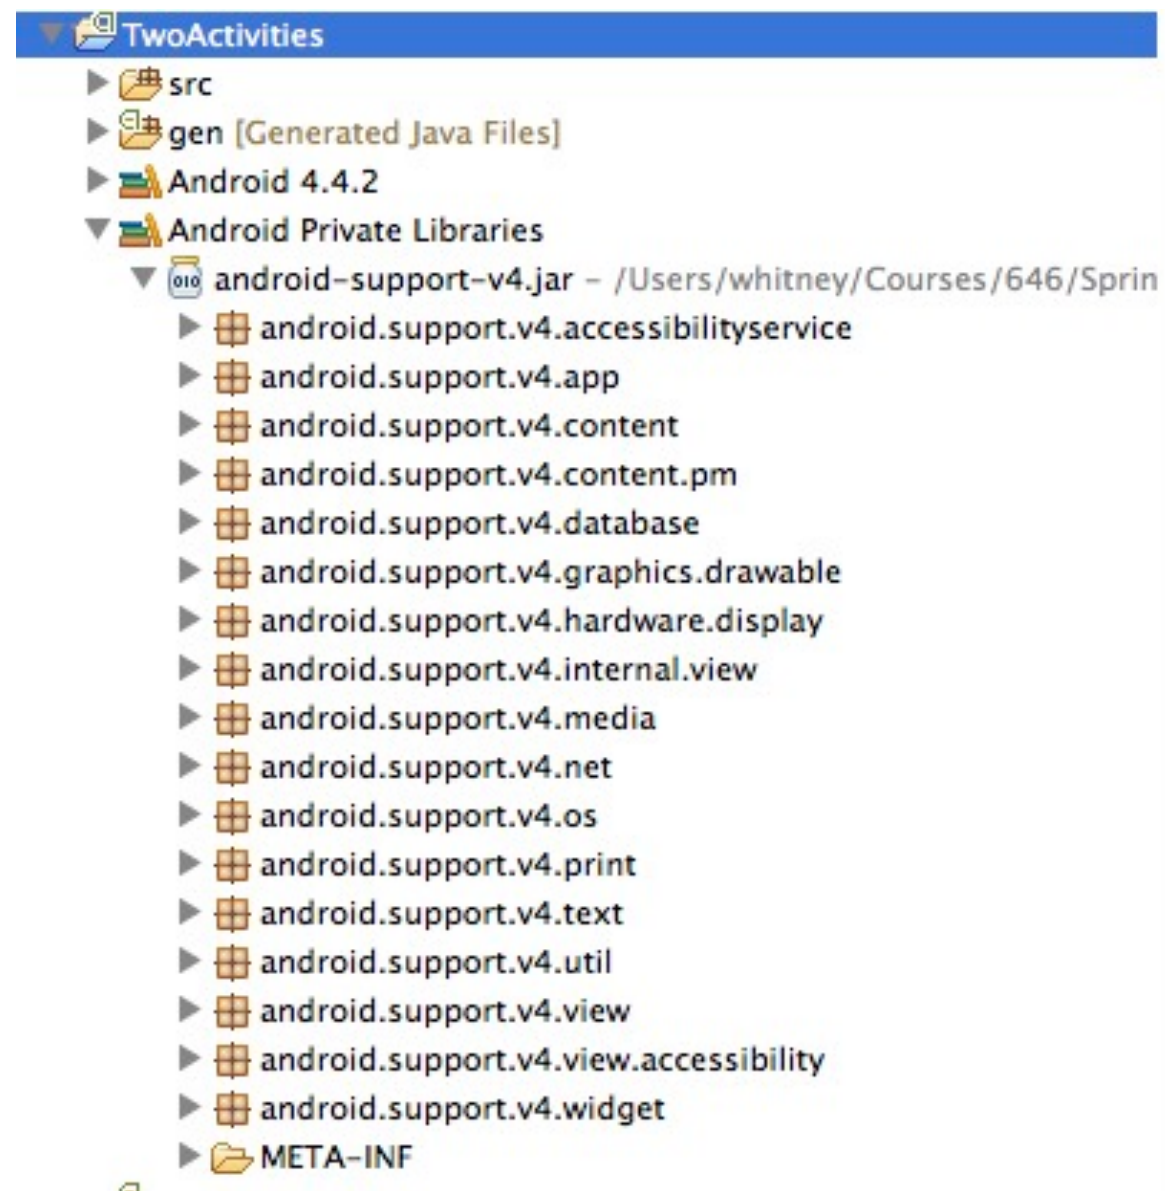 TwoActivities
src
gen [Generated Java Files]
Android 4.4.2
Android Private Libraries
android-support-v4.jar – /Users/whitney/Courses/646/Sprin
android.support.v4.accessibilityservice
android.support.v4.app
android.support.v4.content
android.support.v4.content.pm
android.support.v4.database
android.support.v4.graphics.drawable
android.support.v4.hardware.display
android.support.v4.internal.view
android.support.v4.media
android.support.v4.net
android.support.v4.os
android.support.v4.print
android.support.v4.text
android.support.v4.util
android.support.v4.view
android.support.v4.view.accessibility
android.support.v4.widget
META-INF